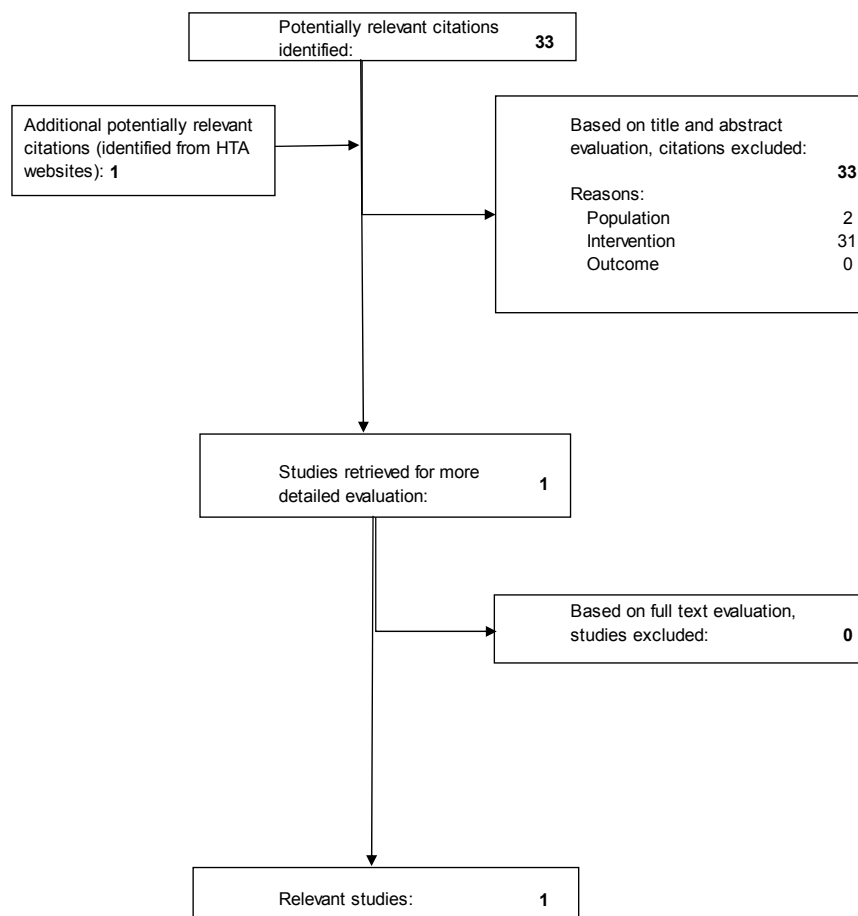 Potentially relevant citations
identified: 33
Additional potentially relevant
citations (identified from HTA
websites): 1
Based on title and abstract
evaluation, citations excluded:
33
Reasons:
Population 2
Intervention 31
Outcome 0
Studies retrieved for more
detailed evaluation: 1
Based on full text evaluation,
studies excluded: 0
Relevant studies: 1